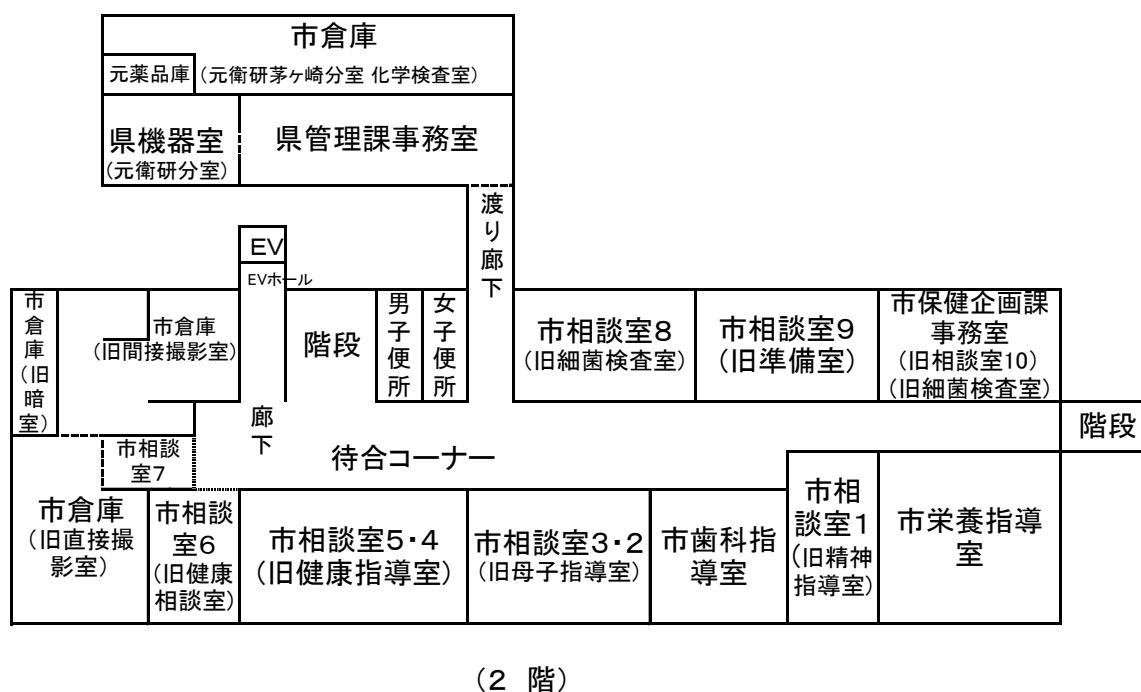 市倉庫
元薬品庫
(元衛研茅ヶ崎分室 化学検査室)
県機器室
(元衛研分室)
県管理課事務室
渡り廊下
EV
EVホール
市倉庫(旧暗室)
市倉庫
(旧間接撮影室)
階段
男子便所
女子便所
市相談室8
(旧細菌検査室)
市相談室9
(旧準備室)
市保健企画課
事務室
(旧相談室10)
(旧細菌検査室)
階段
廊下
待合コーナー
市相談
室7
市倉庫
(旧直接撮
影室)
市相談
室6
(旧健康
相談室)
市相談室5・4
(旧健康指導室)
市相談室3・2
(旧母子指導室)
市歯科指
導室
市相
談室1
(旧精神
指導室)
市栄養指導
室
(2 階)